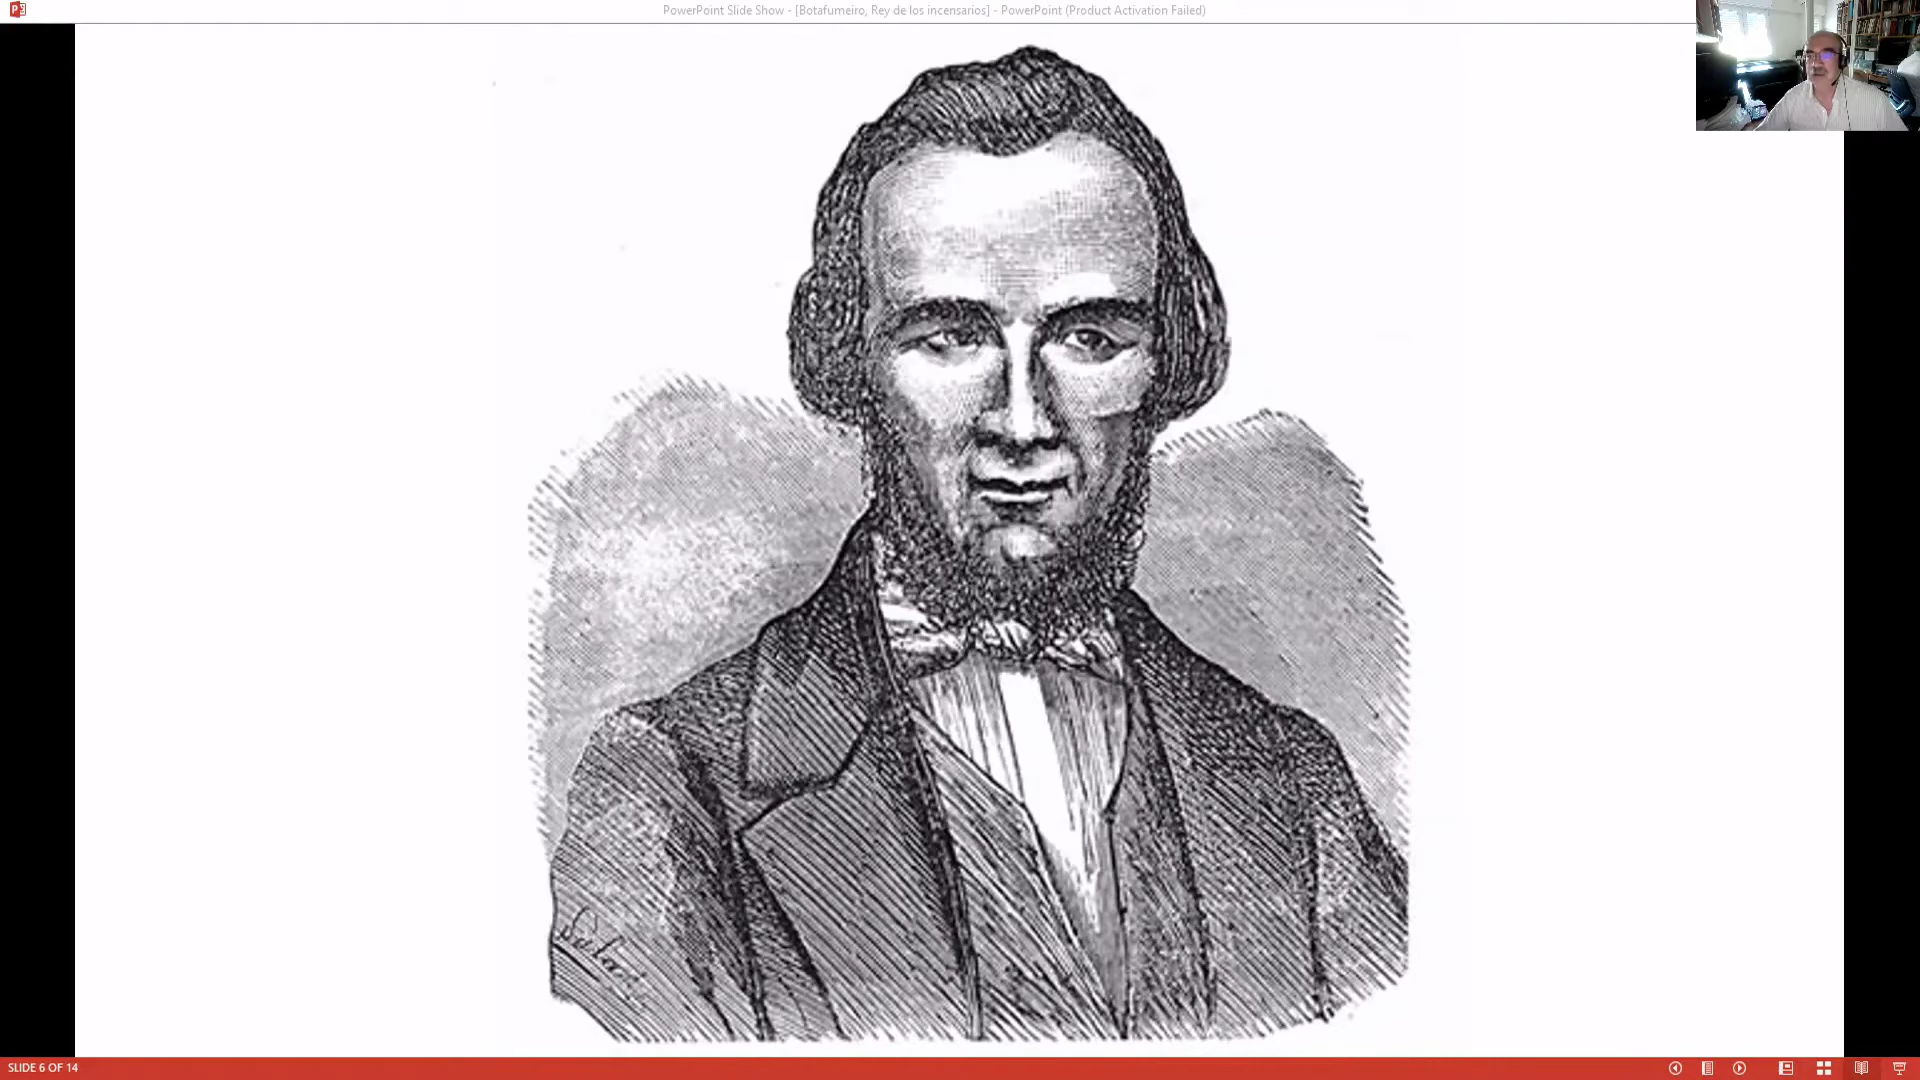 PowerPoint Slide Show - [Botafumeiro, Rey de los incensarios] - PowerPoint (Product Activation Failed)
SLIDE 6 OF 14